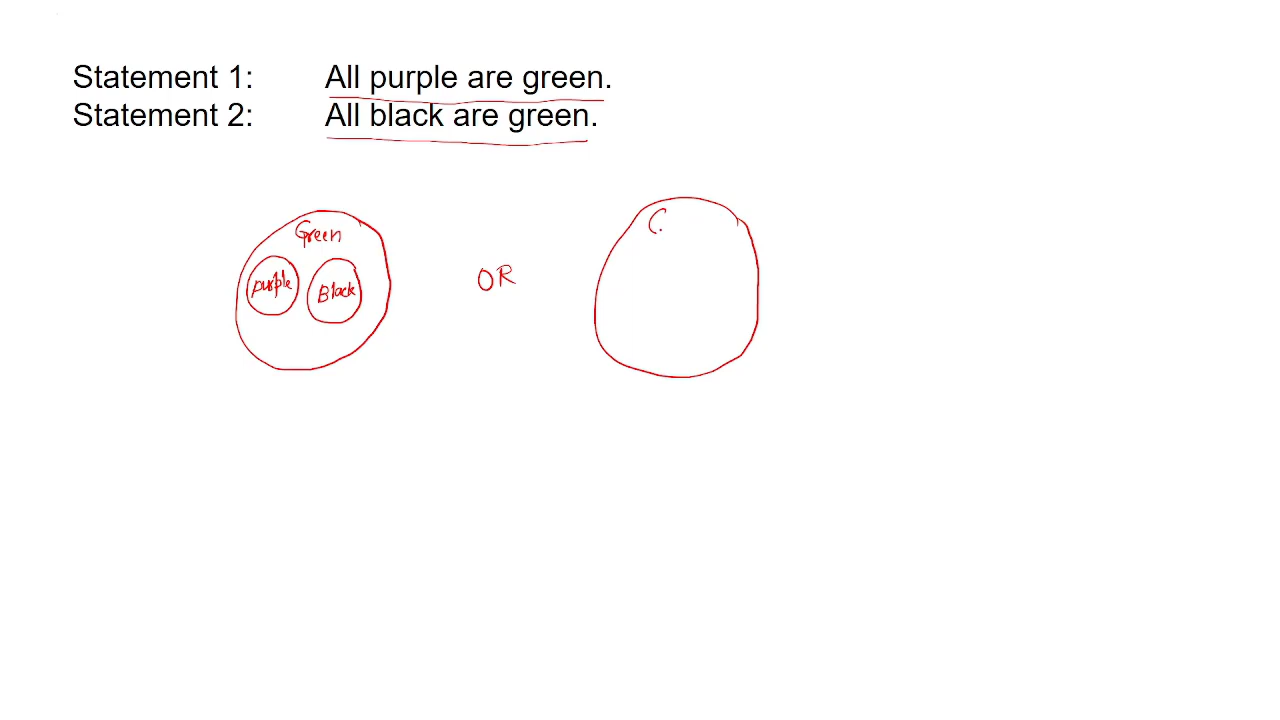 Statement 1: All purple are green.
Statement 2: All black are green.
Green
purple
Black
OR